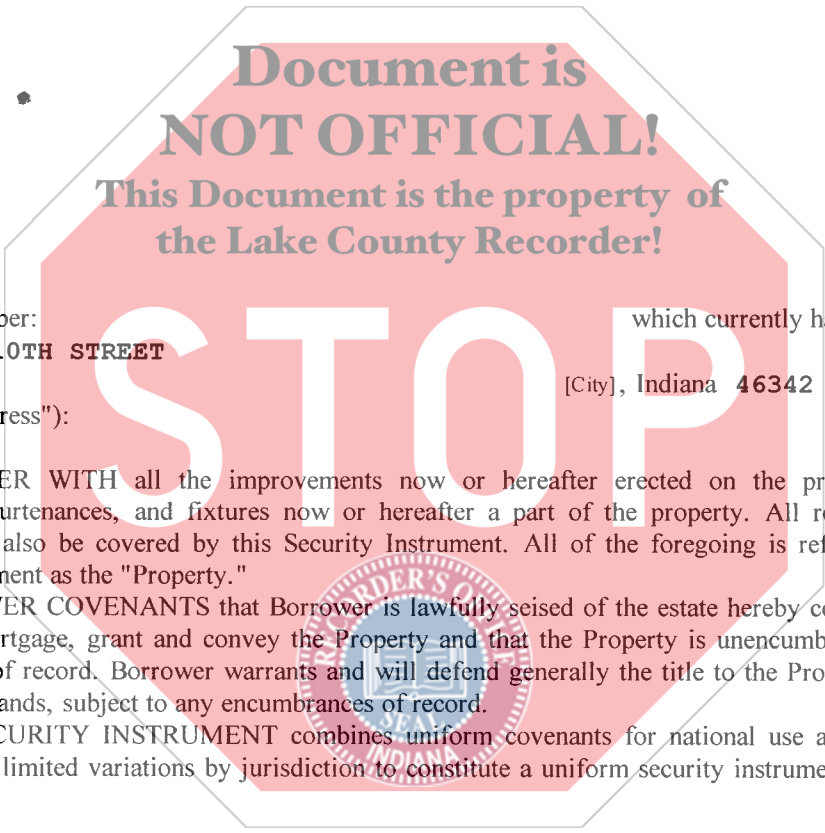 Document is
NOT OFFICIAL!
This Document is the property of
the Lake County Recorder!
STOP
ber: which currently ha
.0TH STREET
[City], Indiana 46342
ress"):
ER WITH all the improvements now or hereafter erected on the pr
urtenances, and fixtures now or hereafter a part of the property. All re
also be covered by this Security Instrument. All of the foregoing is ref
ment as the "Property."
VER COVENANTS that Borrower is lawfully seised of the estate hereby co
rtgage, grant and convey the Property and that the Property is unencumb
of record. Borrower warrants and will defend generally the title to the Pro
ands, subject to any encumbrances of record.
CURITY INSTRUMENT combines uniform covenants for national use a
limited variations by jurisdiction to constitute a uniform security instrume
RECORDER'S OFFICE
SEAL
INDIANA